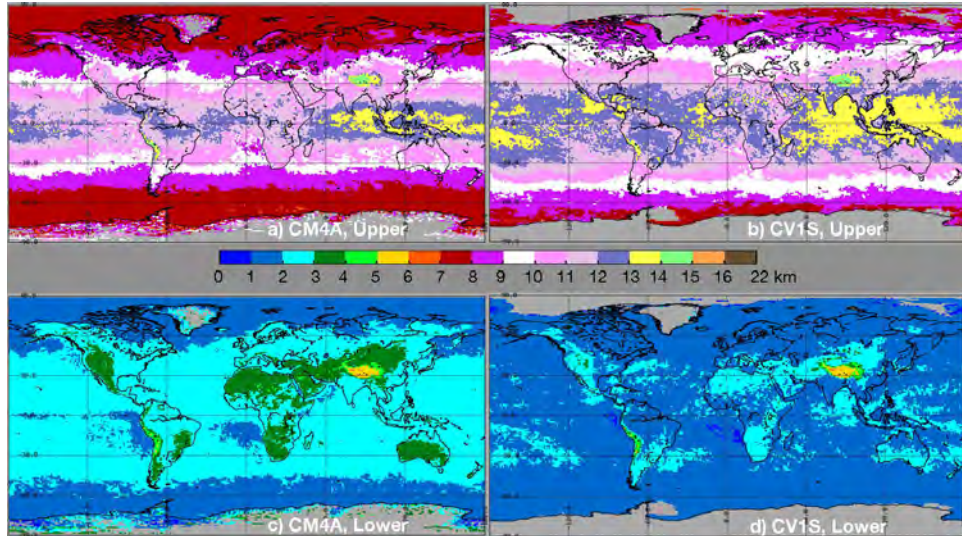 a) CM4A, Upper
b) CV1S, Upper
0 1 2 3 4 5 6 7 8 9 10 11 12 13 14 15 16 22 km
c) CM4A, Lower
d) CV1S, Lower